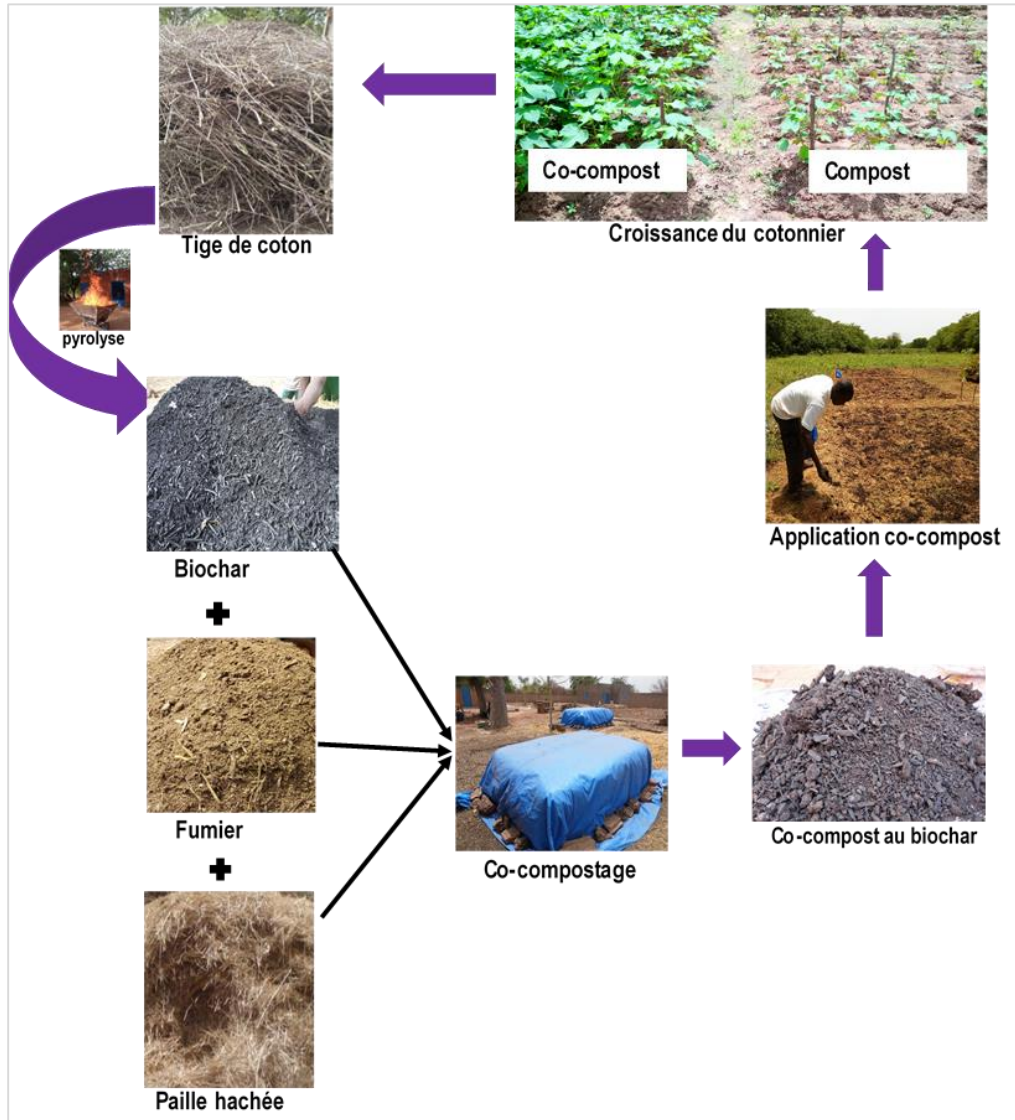 Co-compost
Compost
Croissance du cotonnier
Tige de coton
pyrolyse
Biochar
Fumier
Paille hachée
Co-compostage
Co-compost au biochar
Application co-compost